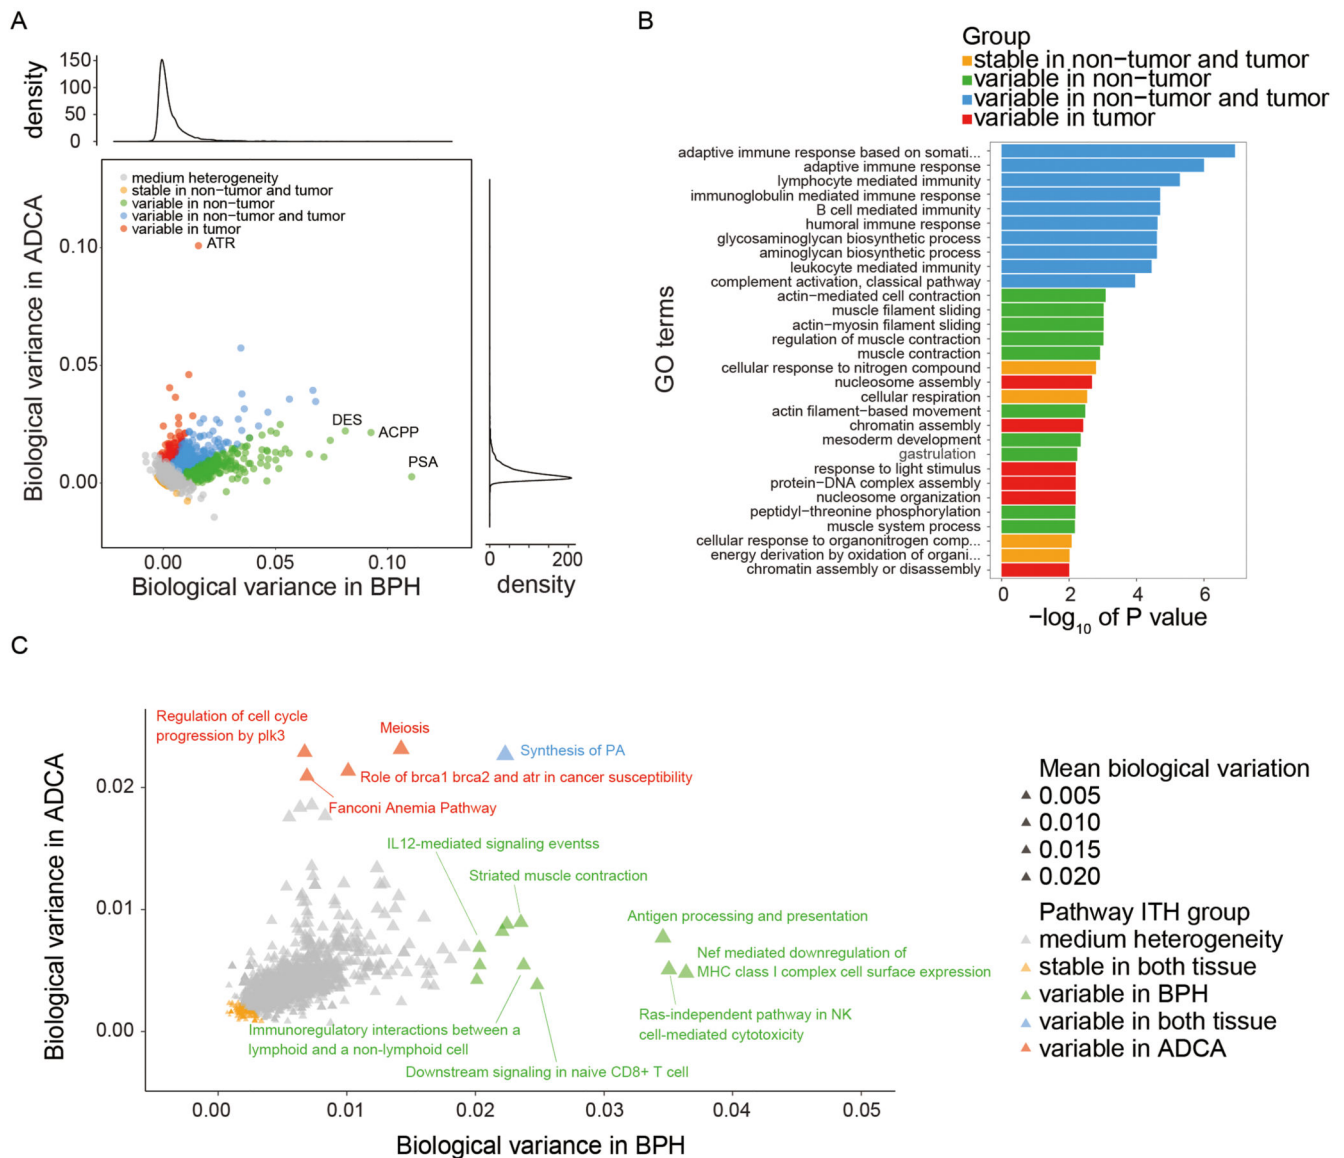 A
density
150
100
50
0
medium heterogeneity
stable in non-tumor and tumor
variable in non-tumor
variable in non-tumor and tumor
variable in tumor
ATR
DES
ACPP
PSA
Biological variance in ADCA
0.10
0.05
0.00
0.00
0.05
0.10
Biological variance in BPH
0
200
density
B
Group
stable in non-tumor and tumor
variable in non-tumor
variable in non-tumor and tumor
variable in tumor
GO terms
adaptive immune response based on somati...
adaptive immune response
lymphocyte mediated immunity
immunoglobulin mediated immune response
B cell mediated immunity
humoral immune response
glycosaminoglycan biosynthetic process
aminoglycan biosynthetic process
leukocyte mediated immunity
complement activation, classical pathway
actin-mediated cell contraction
muscle filament sliding
actin-myosin filament sliding
regulation of muscle contraction
muscle contraction
cellular response to nitrogen compound
nucleosome assembly
cellular respiration
actin filament-based movement
chromatin assembly
mesoderm development
gastrulation
response to light stimulus
protein-DNA complex assembly
nucleosome organization
peptidyl-threonine phosphorylation
muscle system process
cellular response to organonitrogen comp...
energy derivation by oxidation of organi...
chromatin assembly or disassembly
0
2
4
6
−log10 of P value
C
Biological variance in ADCA
0.02
0.01
0.00
Regulation of cell cycle
progression by plk3
Meiosis
Synthesis of PA
Role of brca1 brca2 and atr in cancer susceptibility
Fanconi Anemia Pathway
IL12-mediated signaling eventss
Striated muscle contraction
Antigen processing and presentation
Nef mediated downregulation of
MHC class I complex cell surface expression
Ras-independent pathway in NK
cell-mediated cytotoxicity
Immunoregulatory interactions between a
lymphoid and a non-lymphoid cell
Downstream signaling in naive CD8+ T cell
0.00
0.01
0.02
0.03
0.04
0.05
Biological variance in BPH
Mean biological variation
0.005
0.010
0.015
0.020
Pathway ITH group
medium heterogeneity
stable in both tissue
variable in BPH
variable in both tissue
variable in ADCA